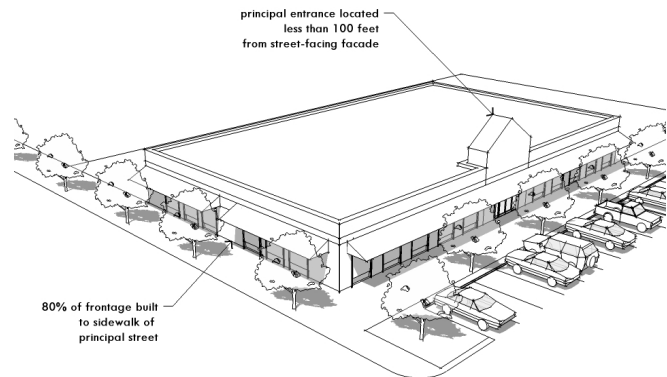 principal entrance located
less than 100 feet
from street-facing facade
80% of frontage built
to sidewalk of
principal street